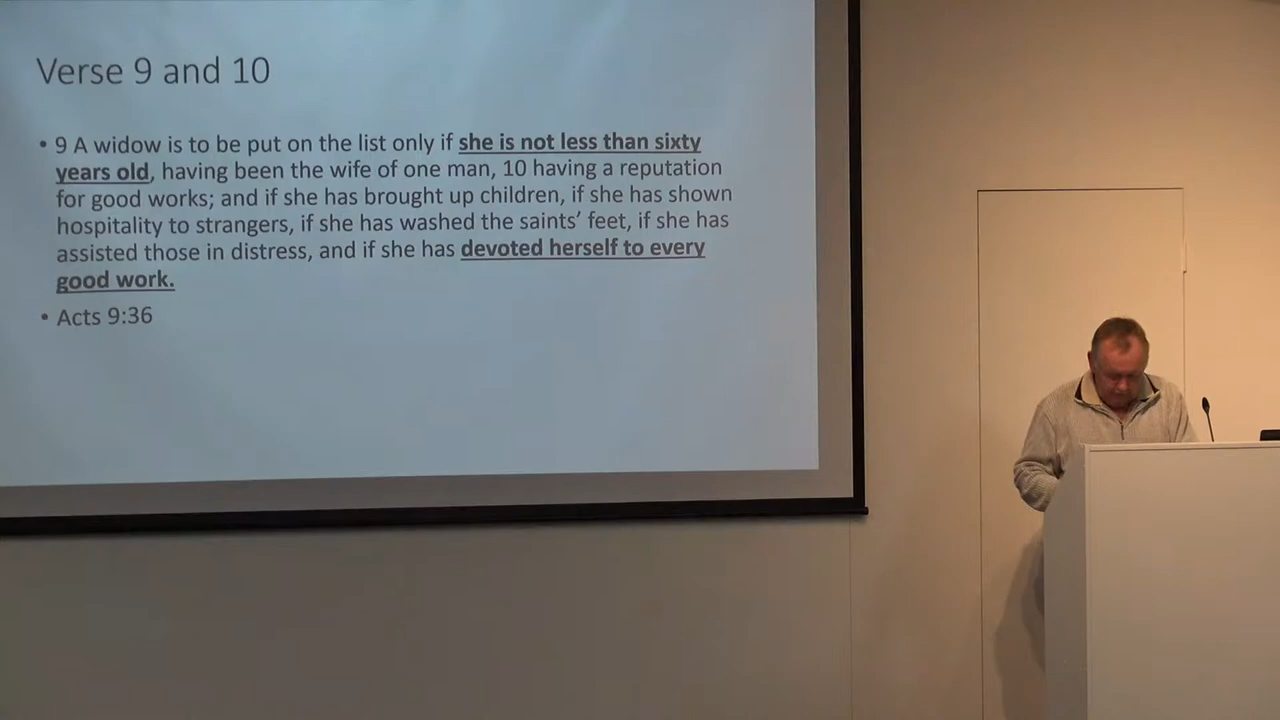 Verse 9 and 10
• 9 A widow is to be put on the list only if she is not less than sixty
years old, having been the wife of one man, 10 having a reputation
for good works; and if she has brought up children, if she has shown
hospitality to strangers, if she has washed the saints’ feet, if she has
assisted those in distress, and if she has devoted herself to every
good work.
• Acts 9:36